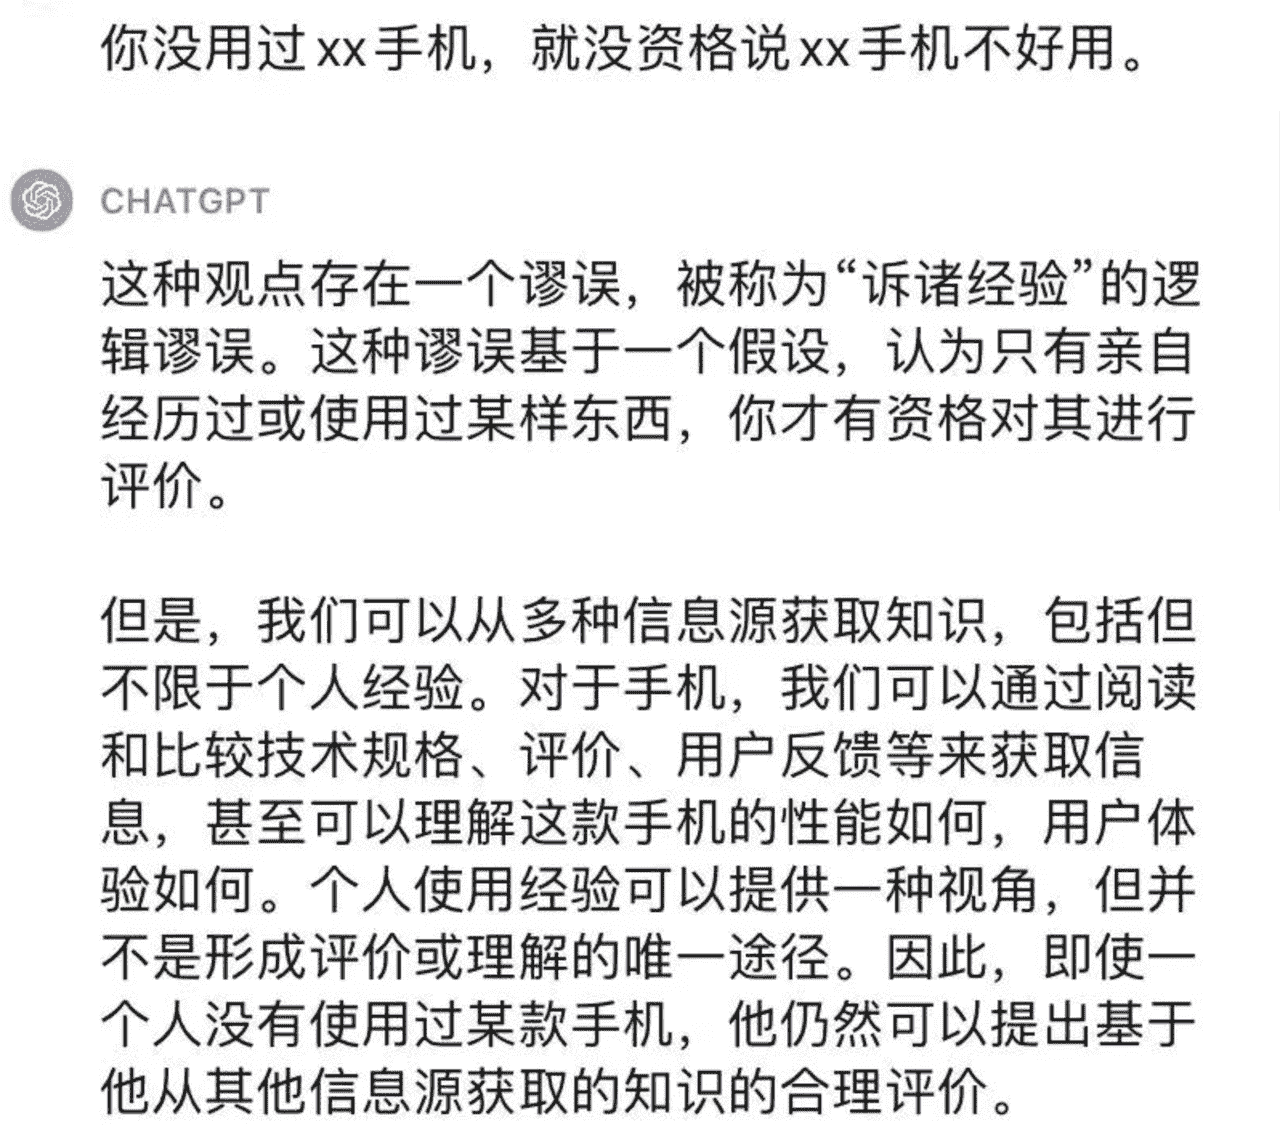 你没用过xx手机，就没资格说xx手机不好用。
CHATGPT
这种观点存在一个谬误，被称为“诉诸经验”的逻
辑谬误。这种谬误基于一个假设，认为只有亲自
经历过或使用过某样东西，你才有资格对其进行
评价。
但是，我们可以从多种信息源获取知识，包括但
不限于个人经验。对于手机，我们可以通过阅读
和比较技术规格、评价、用户反馈等来获取信
息，甚至可以理解这款手机的性能如何，用户体
验如何。个人使用经验可以提供一种视角，但并
不是形成评价或理解的唯一途径。因此，即使一
个人没有使用过某款手机，他仍然可以提出基于
他从其他信息源获取的知识的合理评价。